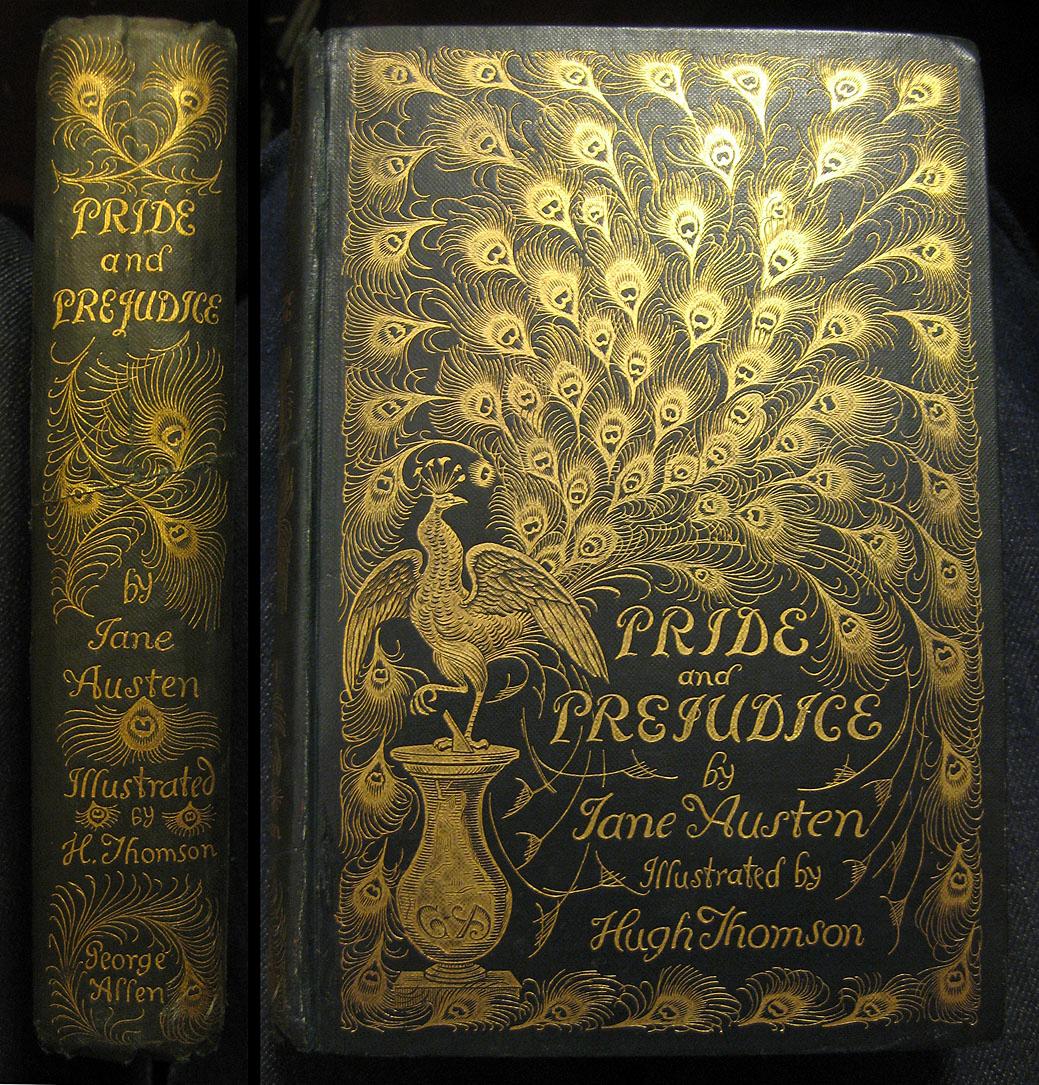 PRIDE
and
PREJUDICE
by
Jane
Austen
Illustrated
by
H. Thomson
George
Allen
PRIDE
and
PREJUDICE
by
Jane Austen
Illustrated by
Hugh Thomson